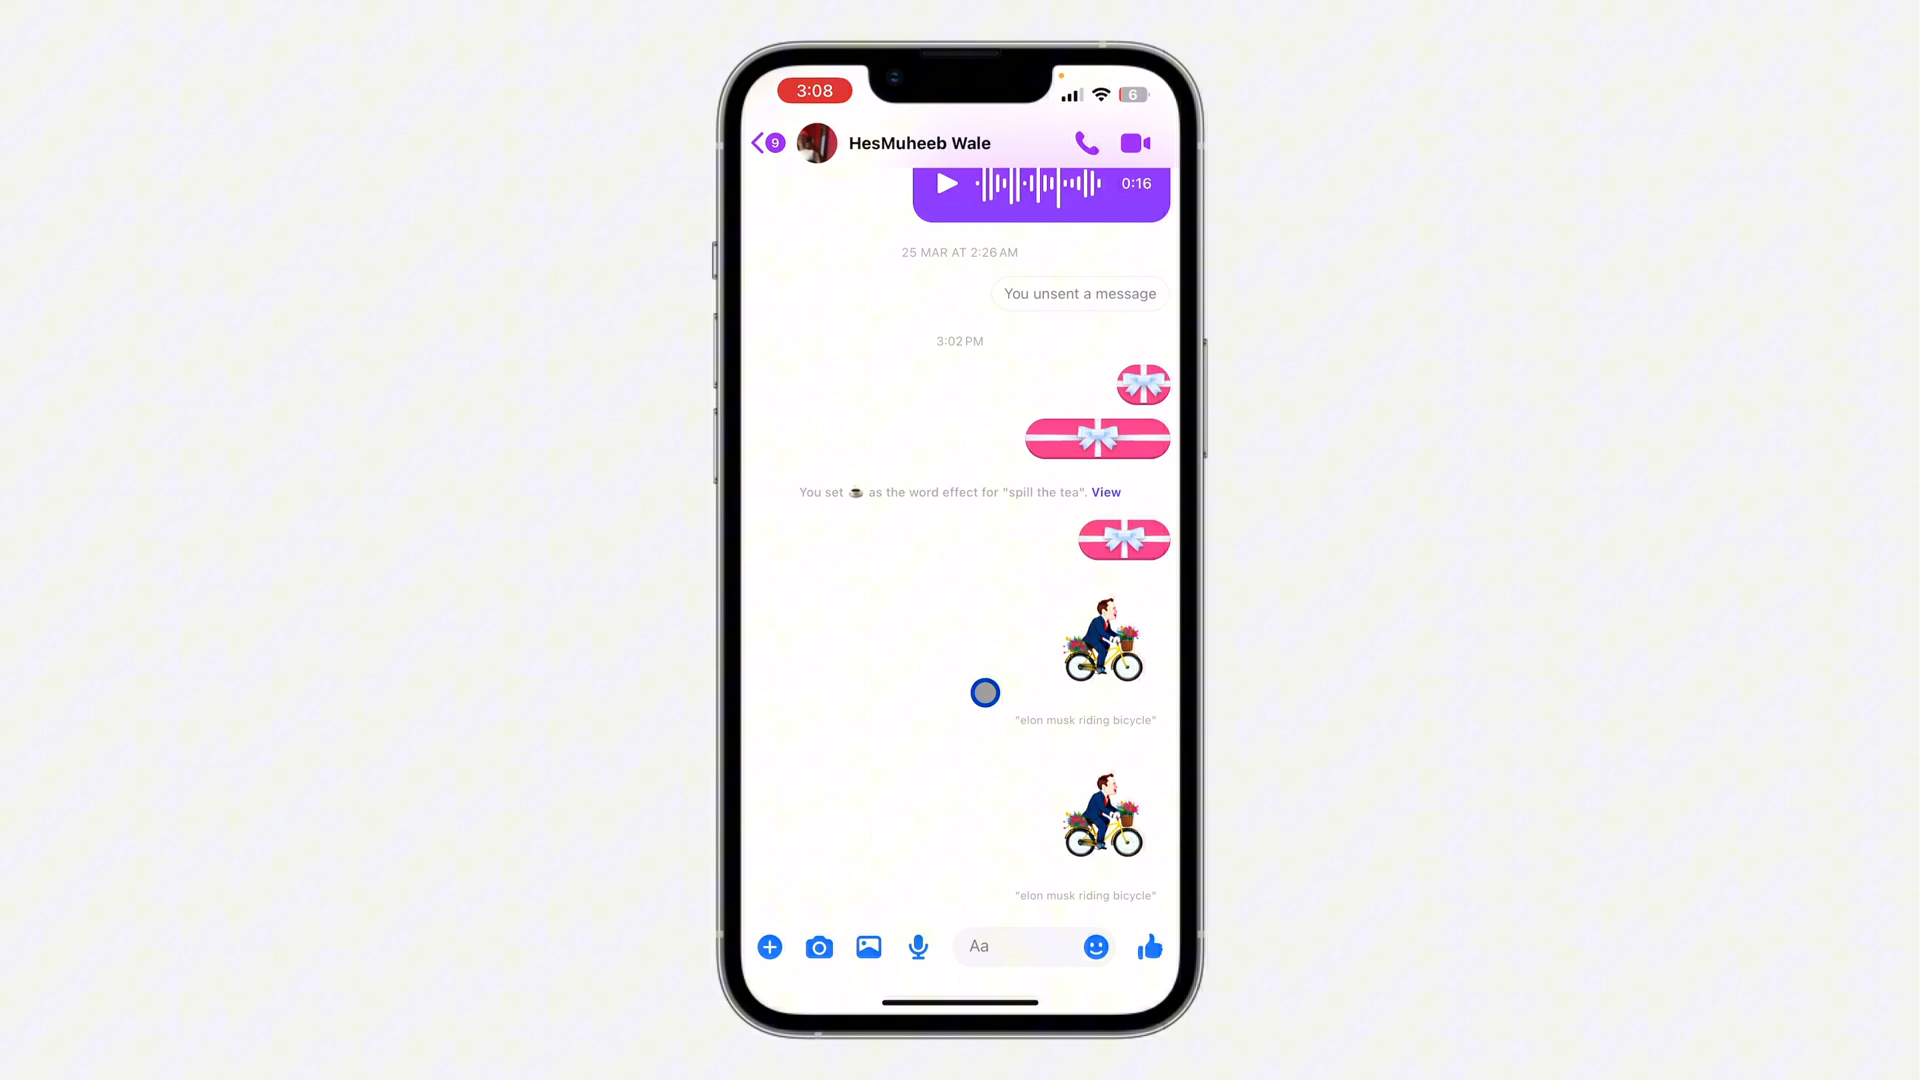 3:08
6
9
HesMuheeb Wale
0:16
25 MAR AT 2:26 AM
You unsent a message
3:02 PM
You set ☕ as the word effect for "spill the tea". View
"elon musk riding bicycle"
"elon musk riding bicycle"
Aa